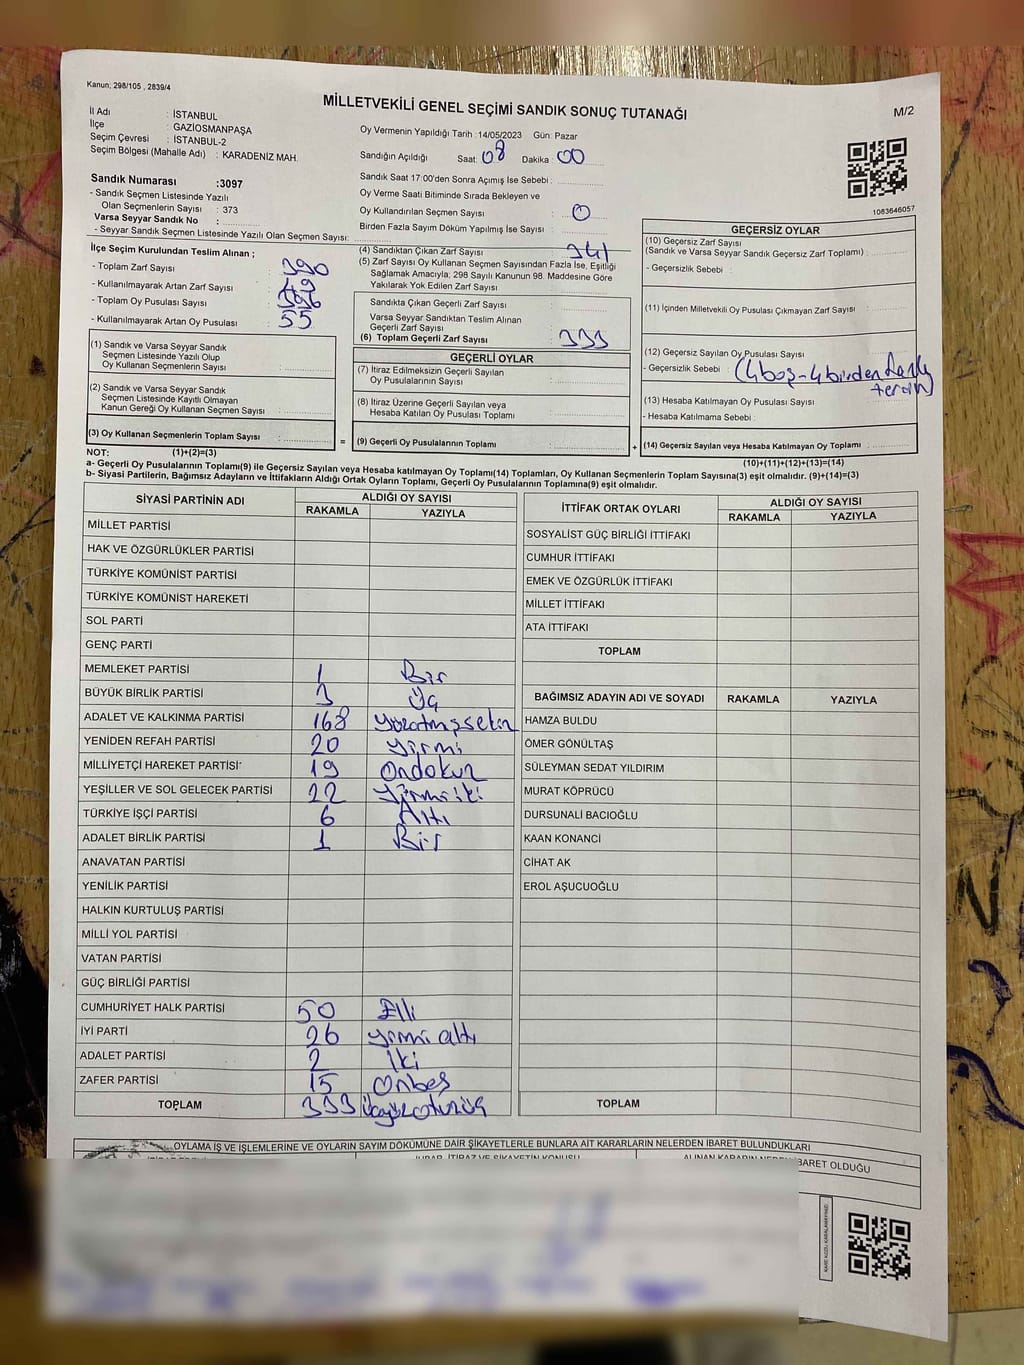 Kanun; 298/105 , 2839/4
MİLLETVEKİLİ GENEL SEÇİMİ SANDIK SONUÇ TUTANAĞI
M/2
İl Adı : İSTANBUL
İlçe : GAZİOSMANPAŞA
Seçim Çevresi : İSTANBUL-2
Seçim Bölgesi (Mahalle Adı) : KARADENİZ MAH.
Oy Vermenin Yapıldığı Tarih : 14/05/2023 Gün: Pazar
Sandığın Açıldığı Saat: 08 Dakika : 00
Sandık Saat 17:00'den Sonra Açımış İse Sebebi :
Oy Verme Saati Bitiminde Sırada Bekleyen ve
Oy Kullandırılan Seçmen Sayısı : 0
Birden Fazla Sayım Döküm Yapılmış İse Sayısı :
Sandık Numarası :3097
- Sandık Seçmen Listesinde Yazılı
Olan Seçmenlerin Sayısı : 373
Varsa Seyyar Sandık No :
- Seyyar Sandık Seçmen Listesinde Yazılı Olan Seçmen Sayısı:
1083646057
İlçe Seçim Kurulundan Teslim Alınan ;
- Toplam Zarf Sayısı : 390
- Kullanılmayarak Artan Zarf Sayısı : 49
- Toplam Oy Pusulası Sayısı : 396
- Kullanılmayarak Artan Oy Pusulası : 55
(4) Sandıktan Çıkan Zarf Sayısı : 341
(5) Zarf Sayısı Oy Kullanan Seçmen Sayısından Fazla İse, Eşitliği
Sağlamak Amacıyla; 298 Sayılı Kanunun 98. Maddesine Göre
Yakılarak Yok Edilen Zarf Sayısı :
Sandıkta Çıkan Geçerli Zarf Sayısı :
Varsa Seyyar Sandıktan Teslim Alınan
Geçerli Zarf Sayısı :
(6) Toplam Geçerli Zarf Sayısı : 333
GEÇERSİZ OYLAR
(10) Geçersiz Zarf Sayısı
(Sandık ve Varsa Seyyar Sandık Geçersiz Zarf Toplamı) :
- Geçersizlik Sebebi :
(11) İçinden Milletvekili Oy Pusulası Çıkmayan Zarf Sayısı :
(12) Geçersiz Sayılan Oy Pusulası Sayısı :
- Geçersizlik Sebebi : (4 boş - 4 birden fazla
tercih)
(13) Hesaba Katılmayan Oy Pusulası Sayısı :
- Hesaba Katılmama Sebebi :
(14) Geçersiz Sayılan veya Hesaba Katılmayan Oy Toplamı :
(10)+(11)+(12)+(13)=(14)
(1) Sandık ve Varsa Seyyar Sandık
Seçmen Listesinde Yazılı Olup
Oy Kullanan Seçmenlerin Sayısı :
(2) Sandık ve Varsa Seyyar Sandık
Seçmen Listesinde Kayıtlı Olmayan
Kanun Gereği Oy Kullanan Seçmen Sayısı :
(3) Oy Kullanan Seçmenlerin Toplam Sayısı :
=
GEÇERLİ OYLAR
(7) İtiraz Edilmeksizin Geçerli Sayılan
Oy Pusulalarının Sayısı :
(8) İtiraz Üzerine Geçerli Sayılan veya
Hesaba Katılan Oy Pusulası Toplamı :
(9) Geçerli Oy Pusulalarının Toplamı :
+
NOT: (1)+(2)=(3)
a- Geçerli Oy Pusulalarının Toplamı(9) ile Geçersiz Sayılan veya Hesaba katılmayan Oy Toplamı(14) Toplamları, Oy Kullanan Seçmenlerin Toplam Sayısına(3) eşit olmalıdır. (9)+(14)=(3)
b- Siyasi Partilerin, Bağımsız Adayların ve İttifakların Aldığı Ortak Oyların Toplamı, Geçerli Oy Pusulalarının Toplamına(9) eşit olmalıdır.
SİYASİ PARTİNİN ADI ALDIĞI OY SAYISI
RAKAMLA YAZIYLA
MİLLET PARTİSİ
HAK VE ÖZGÜRLÜKLER PARTİSİ
TÜRKİYE KOMÜNİST PARTİSİ
TÜRKİYE KOMÜNİST HAREKETİ
SOL PARTİ
GENÇ PARTİ
MEMLEKET PARTİSİ 1 Bir
BÜYÜK BİRLİK PARTİSİ 3 Üç
ADALET VE KALKINMA PARTİSİ 168 yüzatmışsekiz
YENİDEN REFAH PARTİSİ 20 yirmi
MİLLİYETÇİ HAREKET PARTİSİ 19 Ondokuz
YEŞİLLER VE SOL GELECEK PARTİSİ 22 yirmiiki
TÜRKİYE İŞÇİ PARTİSİ 6 Altı
ADALET BİRLİK PARTİSİ 1 Bir
ANAVATAN PARTİSİ
YENİLİK PARTİSİ
HALKIN KURTULUŞ PARTİSİ
MİLLİ YOL PARTİSİ
VATAN PARTİSİ
GÜÇ BİRLİĞİ PARTİSİ
CUMHURİYET HALK PARTİSİ 50 Elli
İYİ PARTİ 26 yirmi altı
ADALET PARTİSİ 2 İki
ZAFER PARTİSİ 15 Onbeş
TOPLAM 333 üçyüzotuzüç
İTTİFAK ORTAK OYLARI ALDIĞI OY SAYISI
RAKAMLA YAZIYLA
SOSYALİST GÜÇ BİRLİĞİ İTTİFAKI
CUMHUR İTTİFAKI
EMEK VE ÖZGÜRLÜK İTTİFAKI
MİLLET İTTİFAKI
ATA İTTİFAKI
TOPLAM
BAĞIMSIZ ADAYIN ADI VE SOYADI RAKAMLA YAZIYLA
HAMZA BULDU
ÖMER GÖNÜLTAŞ
SÜLEYMAN SEDAT YILDIRIM
MURAT KÖPRÜCÜ
DURSUNALİ BACIOĞLU
KAAN KONANCİ
CİHAT AK
EROL AŞUCUOĞLU
TOPLAM
OYLAMA İŞ VE İŞLEMLERİNE VE OYLARIN SAYIM DÖKÜMÜNE DAİR ŞİKAYETLERLE BUNLARA AİT KARARLARIN NELERDEN İBARET BULUNDUKLARI